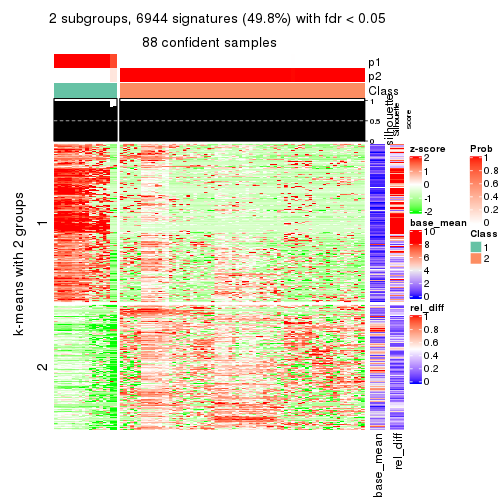 2 subgroups, 6944 signatures (49.8%) with fdr < 0.05
88 confident samples
p1
p2
Class
1
0.5
0
silhouette
Silhouette
score
k-means with 2 groups
1
2
base_mean
rel_diff
z-score
2
1
0
-1
-2
base_mean
10
8
6
4
2
0
rel_diff
1
0.8
0.6
0.4
0.2
0
Prob
1
0.8
0.6
0.4
0.2
0
Class
1
2